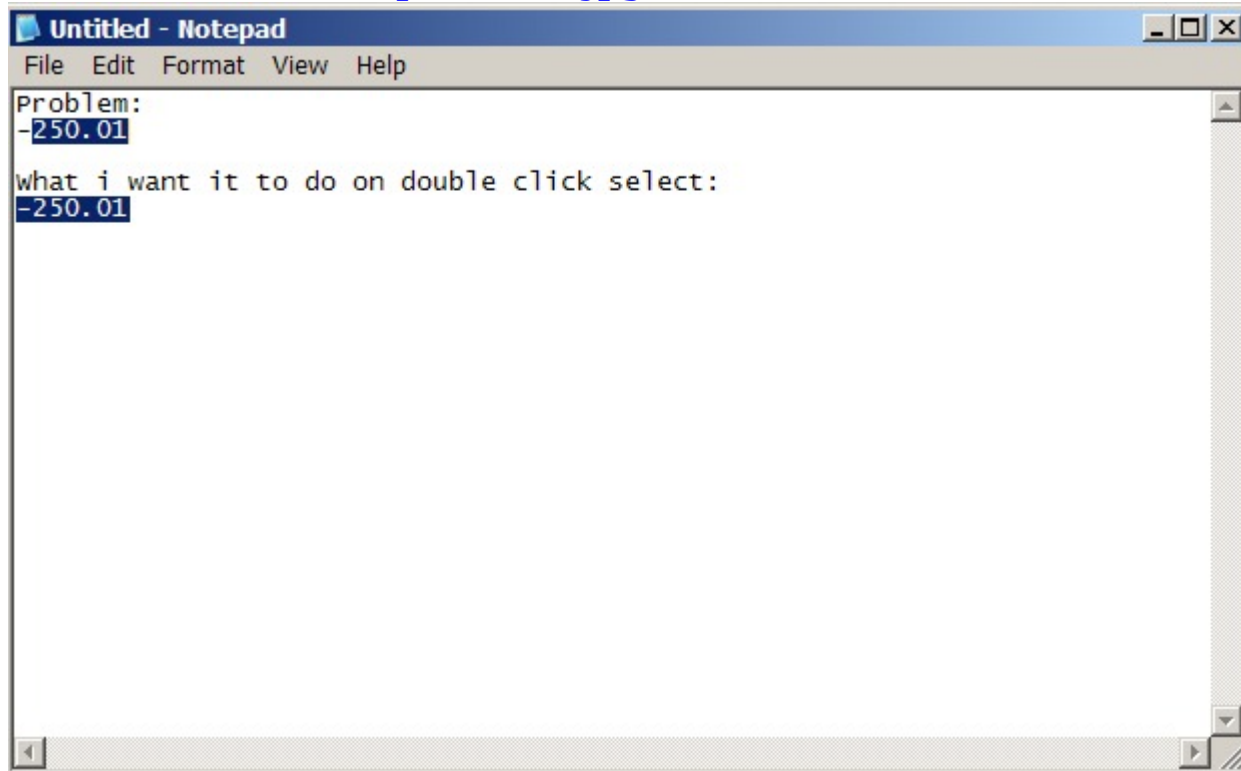 Untitled - Notepad
File Edit Format View Help
Problem:
-250.01
what i want it to do on double click select:
-250.01